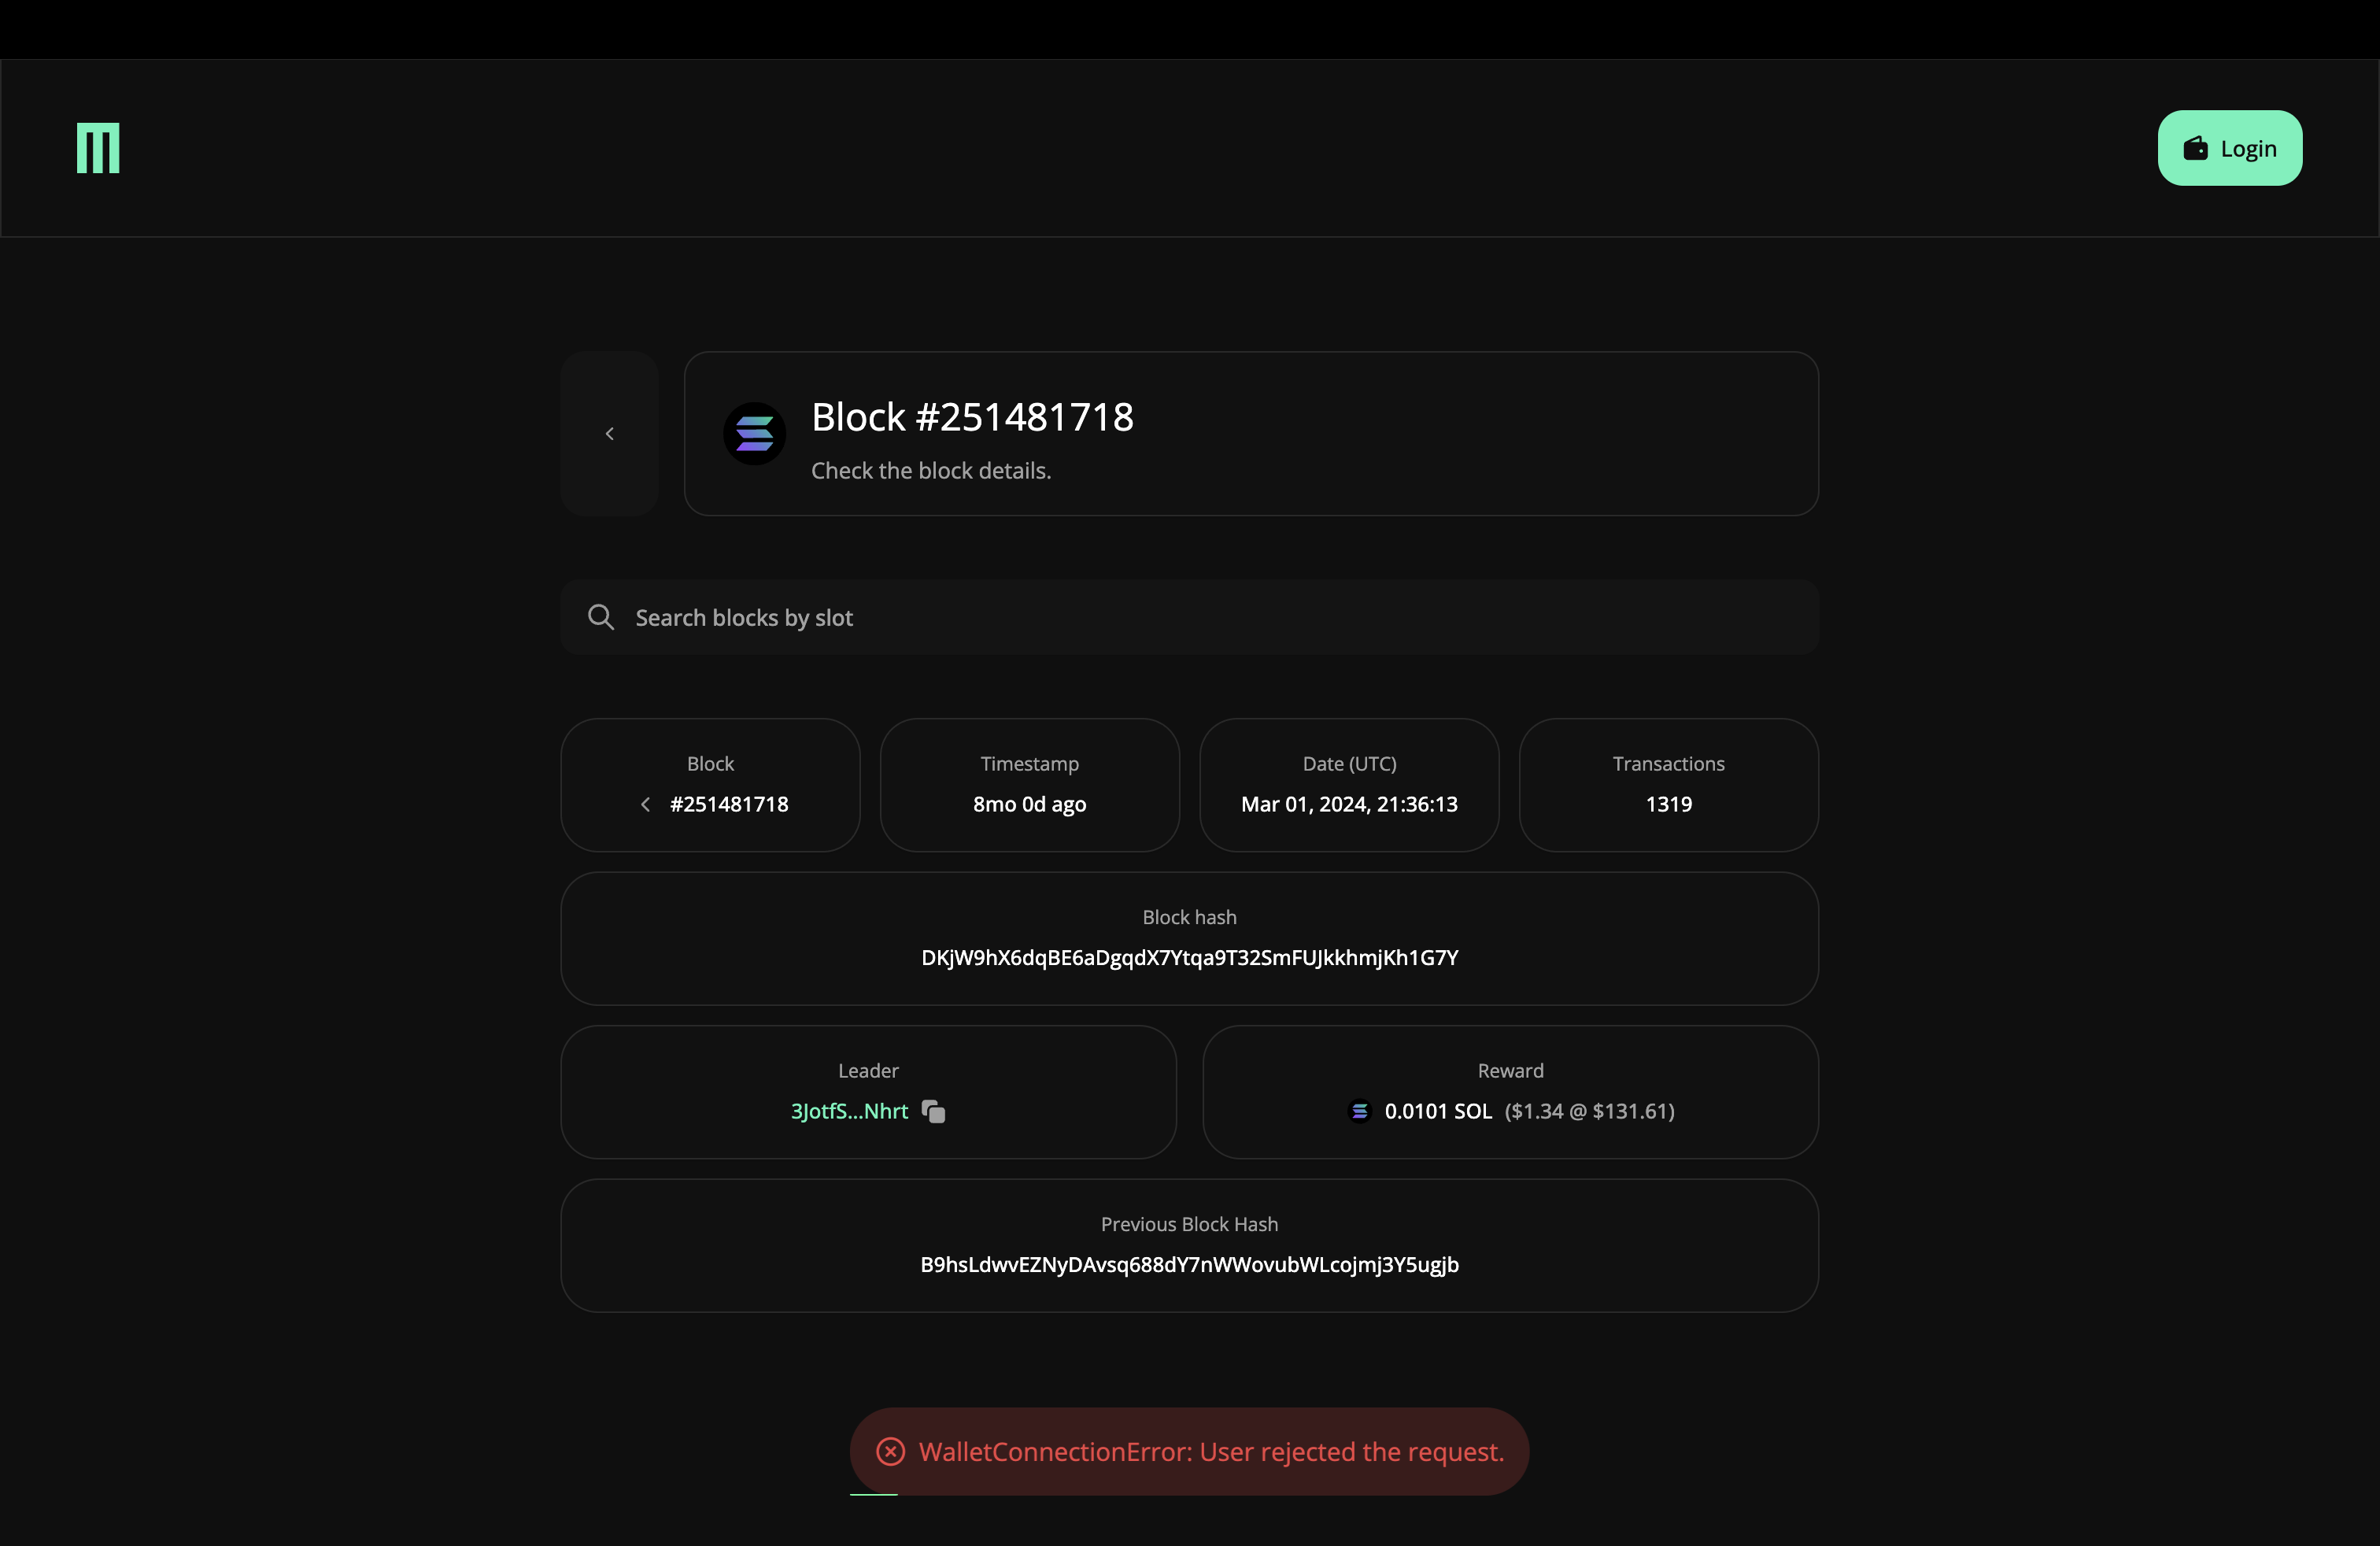 Login
Block #251481718
Check the block details.
Search blocks by slot
Block
#251481718
Timestamp
8mo 0d ago
Date (UTC)
Mar 01, 2024, 21:36:13
Transactions
1319
Block hash
DKjW9hX6dqBE6aDgqdX7Ytqa9T32SmFUJkkhmjKh1G7Y
Leader
3JotfS...Nhrt
Reward
0.0101 SOL ($1.34 @ $131.61)
Previous Block Hash
B9hsLdwvEZNyDAvsq688dY7nWWovubWLcojmj3Y5ugjb
WalletConnectionError: User rejected the request.